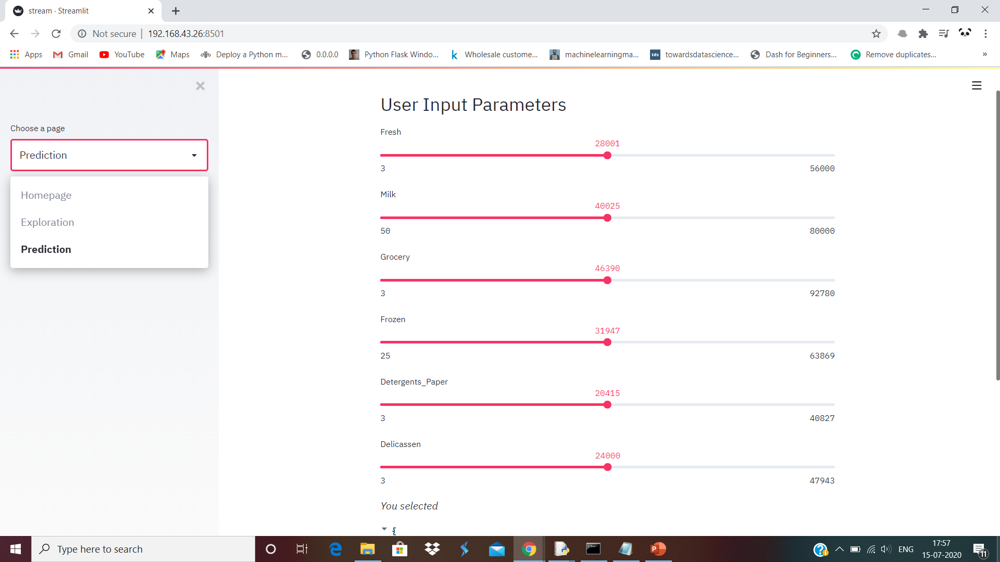 stream · Streamlit
Not secure
192.168.43.26:8501
Apps
Gmail
YouTube
Maps
Deploy a Python m...
0.0.0.0
Python Flask Windo...
k
Wholesale custome...
machinelearningma...
tds
towardsdatascience...
Dash for Beginners...
Remove duplicates...
»
Choose a page
Prediction
Homepage
Exploration
Prediction
User Input Parameters
Fresh
28001
3 56000
Milk
40025
50 80000
Grocery
46390
3 92780
Frozen
31947
25 63869
Detergents_Paper
20415
3 40827
Delicassen
24000
3 47943
You selected
{
Type here to search
ENG
17:57
15-07-2020
11